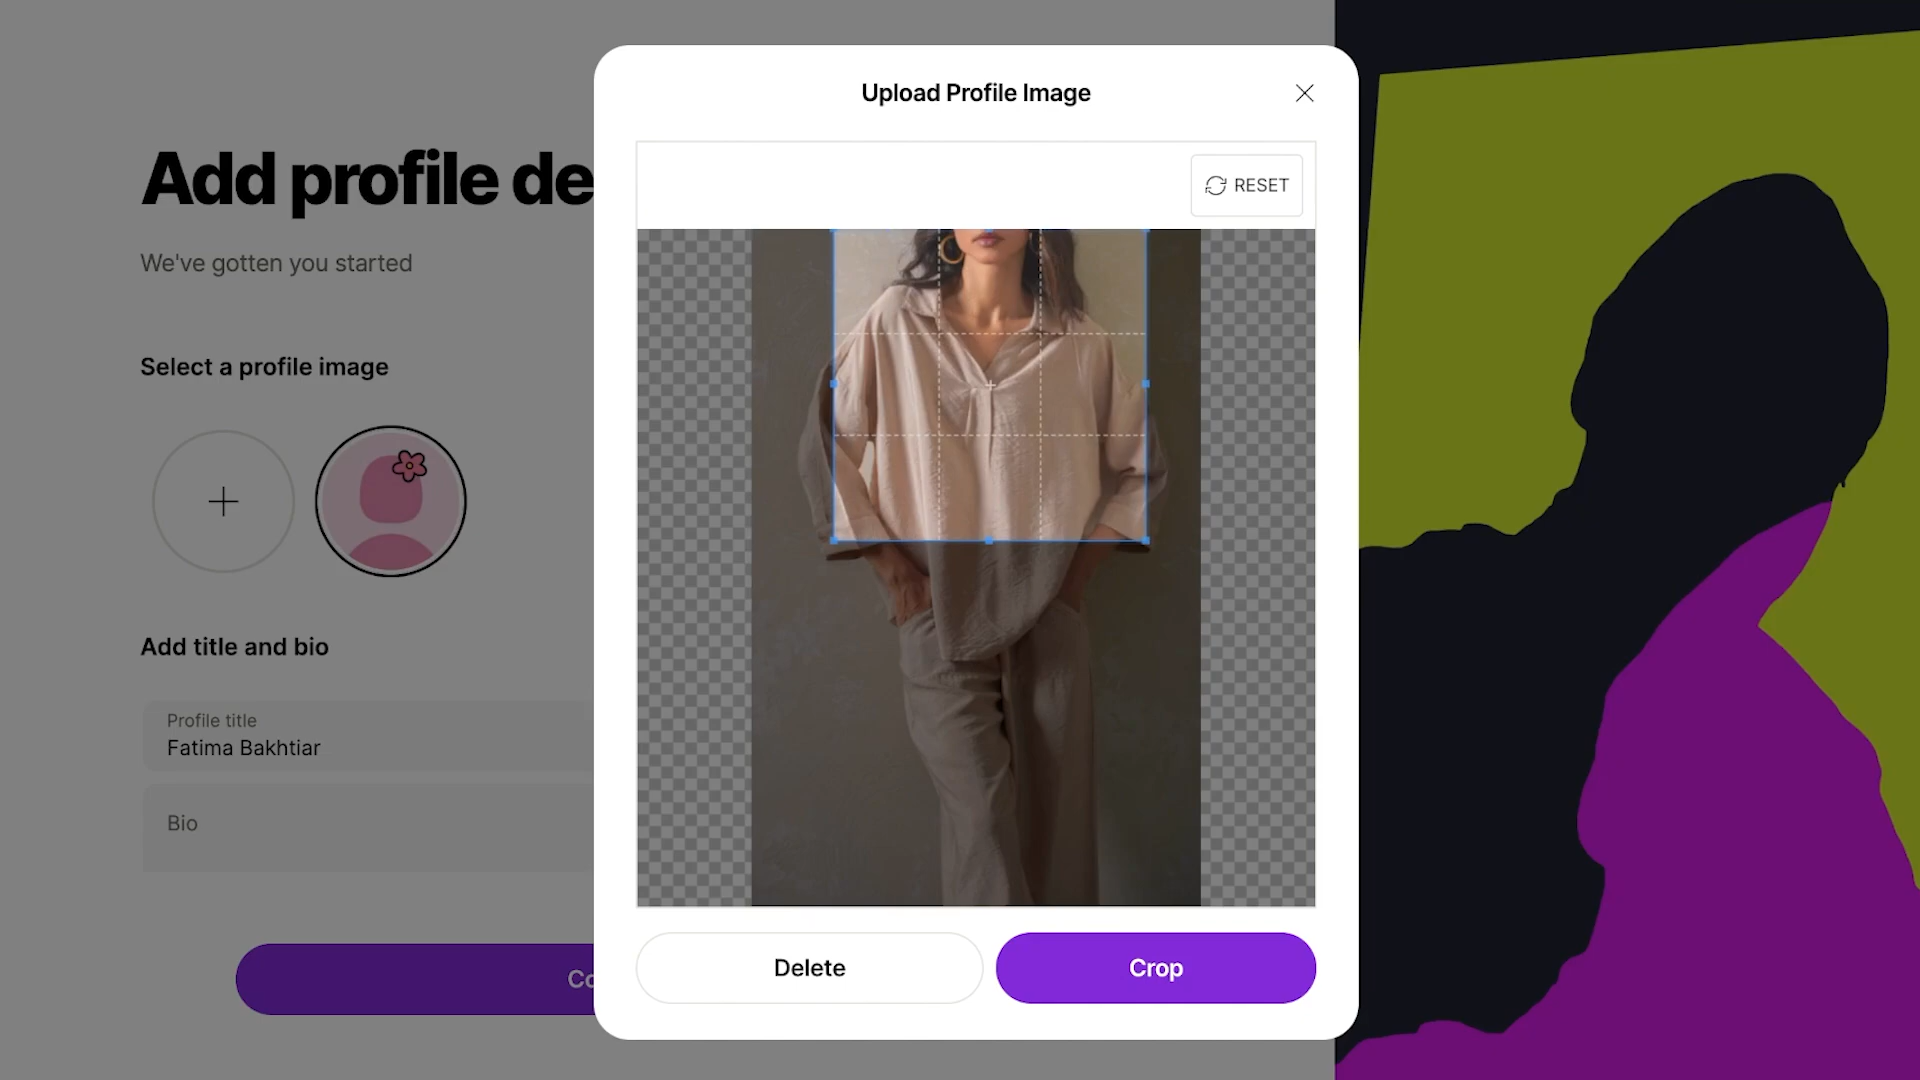 Upload Profile Image
RESET
Add profile de
We've gotten you started
Select a profile image
Add title and bio
Profile title
Fatima Bakhtiar
Bio
Co
Delete
Crop